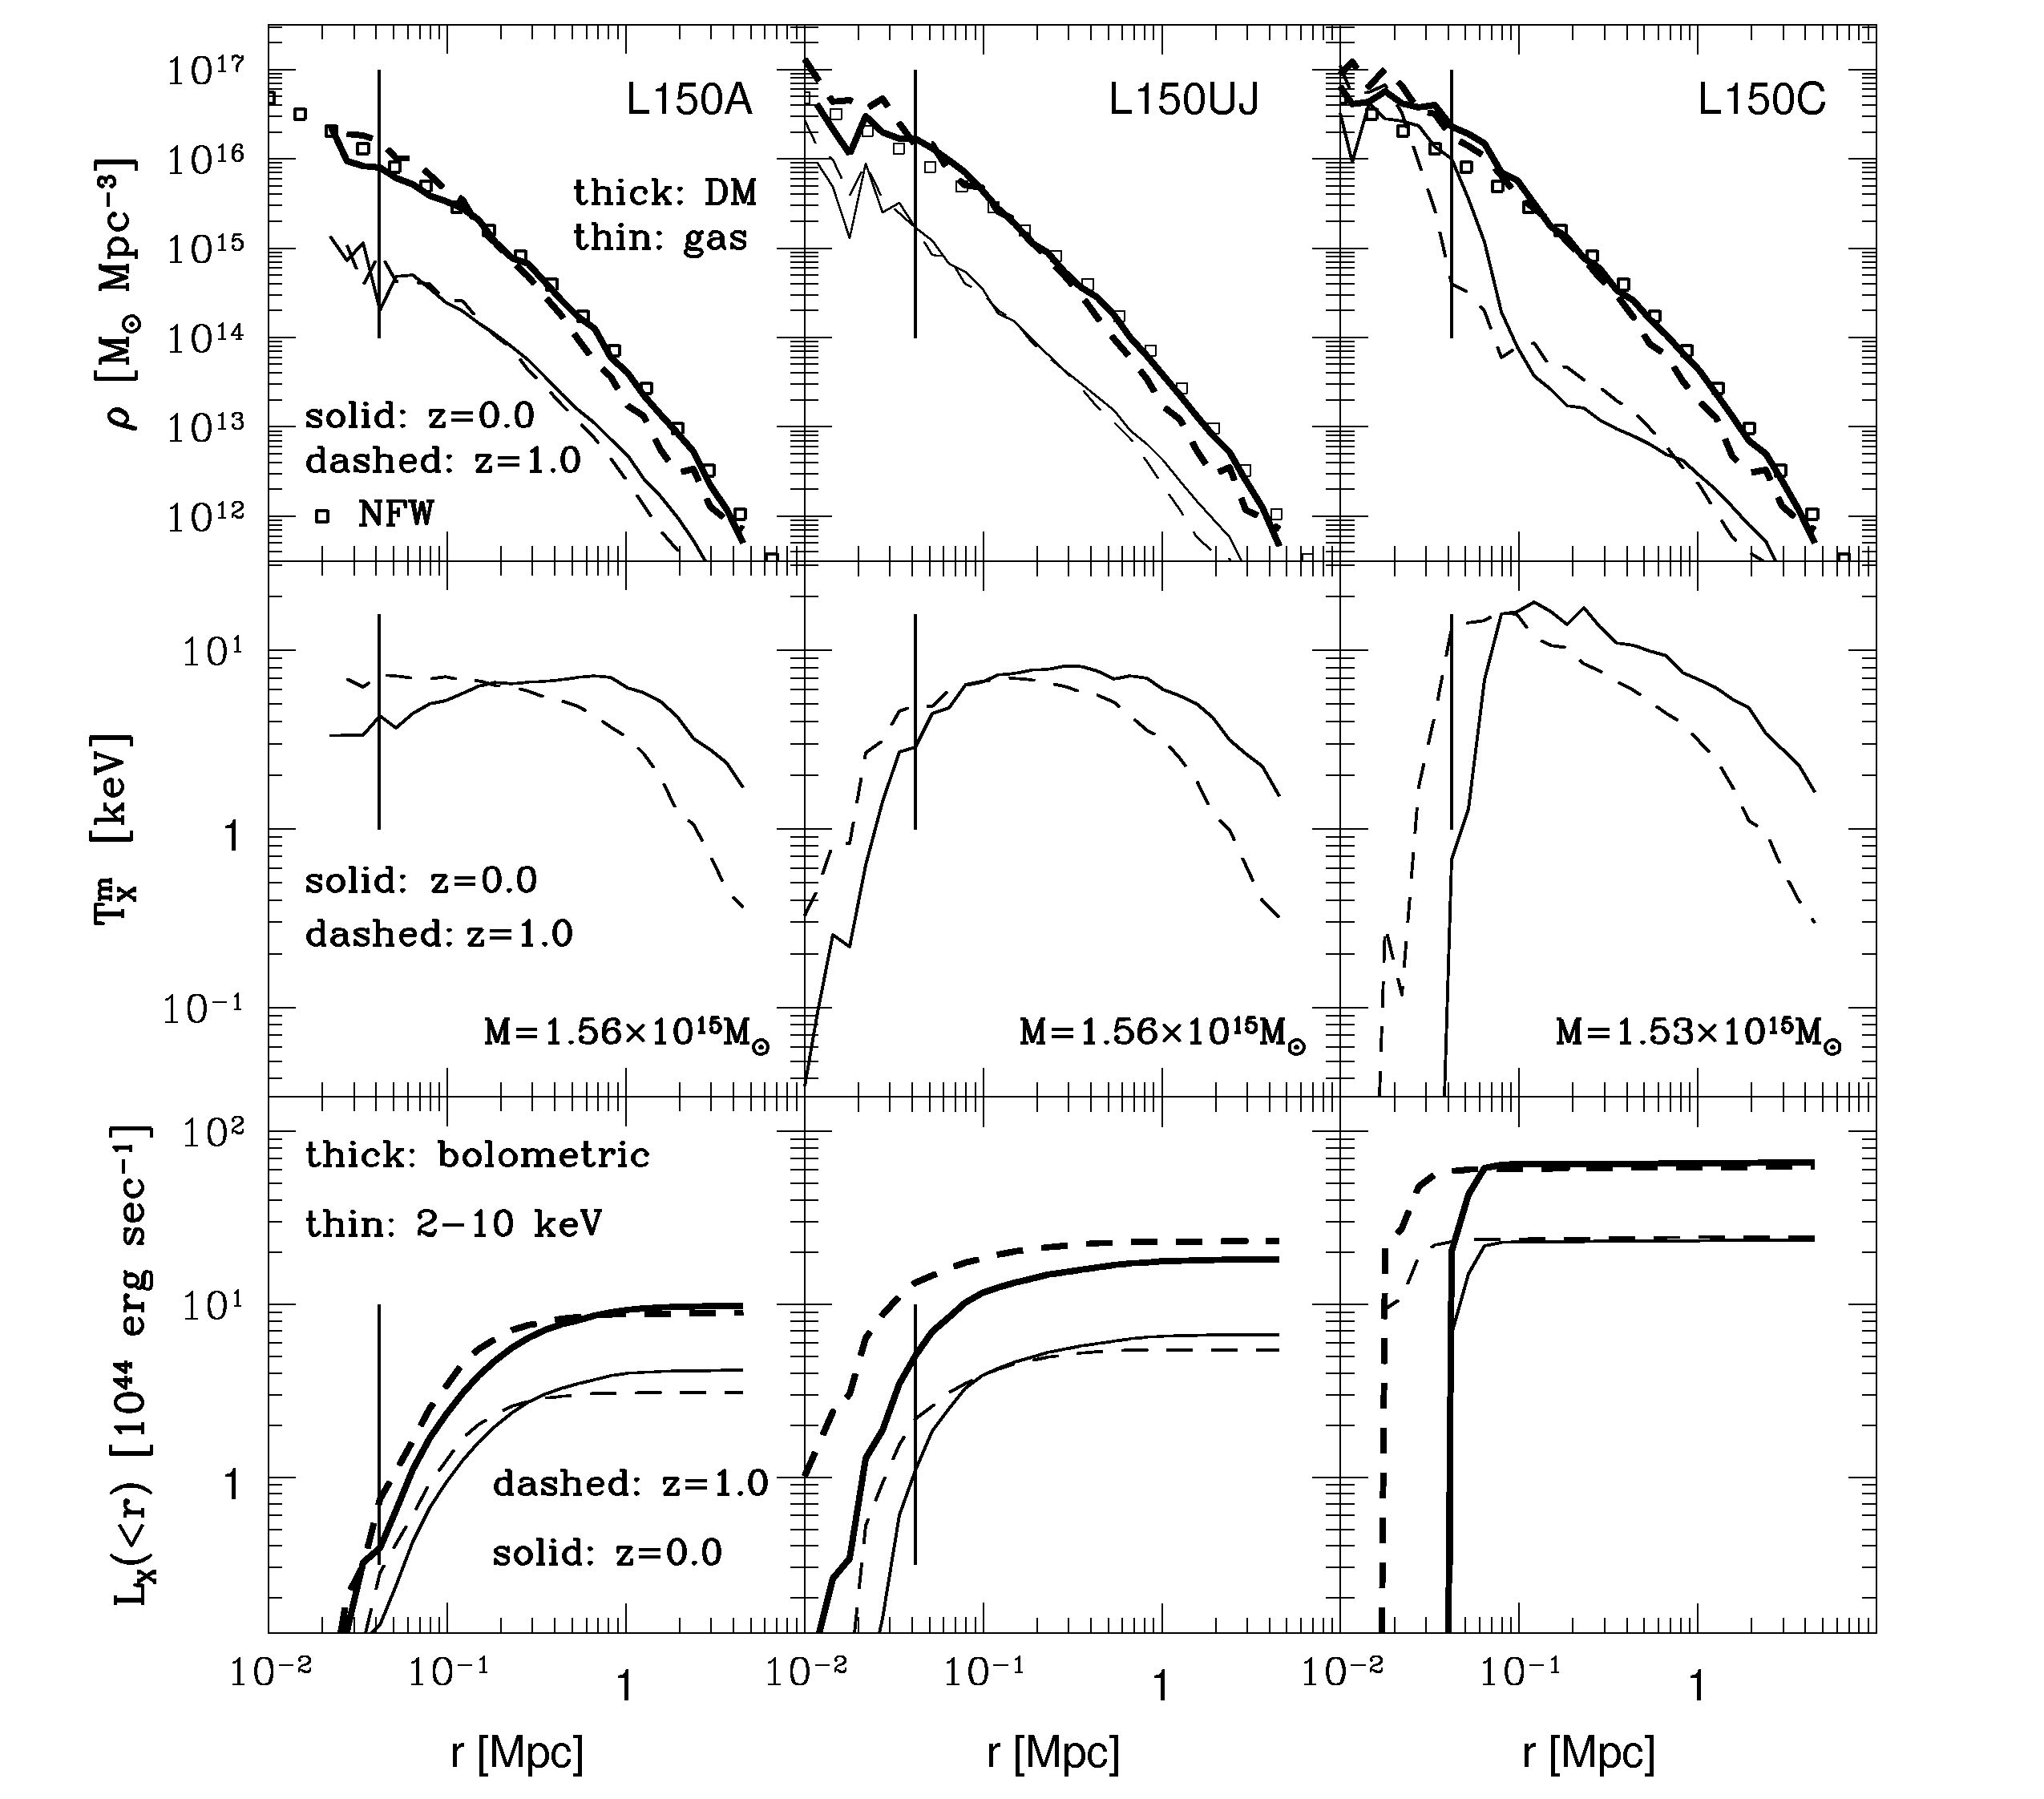 L150A
L150UJ
L150C
10¹⁷
10¹⁶
10¹⁵
10¹⁴
10¹³
10¹²
ρ [M⊙ Mpc⁻³]
thick: DM
thin: gas
solid: z=0.0
dashed: z=1.0
NFW
10¹
1
10⁻¹
Tₓᵐ [keV]
solid: z=0.0
dashed: z=1.0
M=1.56×10¹⁵M⊙
M=1.56×10¹⁵M⊙
M=1.53×10¹⁵M⊙
10²
10¹
1
Lₓ(<r) [10⁴⁴ erg sec⁻¹]
thick: bolometric
thin: 2−10 keV
dashed: z=1.0
solid: z=0.0
10⁻² 10⁻¹ 1
10⁻² 10⁻¹ 1
10⁻² 10⁻¹ 1
r [Mpc]
r [Mpc]
r [Mpc]